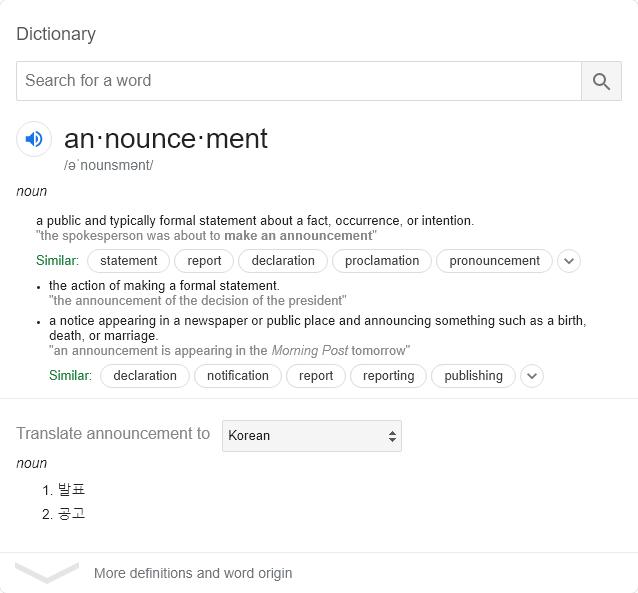 Dictionary
Search for a word
an·nounce·ment
/əˈnounsmənt/
noun
a public and typically formal statement about a fact, occurrence, or intention.
"the spokesperson was about to make an announcement"
Similar: statement report declaration proclamation pronouncement
• the action of making a formal statement.
"the announcement of the decision of the president"
• a notice appearing in a newspaper or public place and announcing something such as a birth,
death, or marriage.
"an announcement is appearing in the Morning Post tomorrow"
Similar: declaration notification report reporting publishing
Translate announcement to Korean
noun
1. 발표
2. 공고
More definitions and word origin